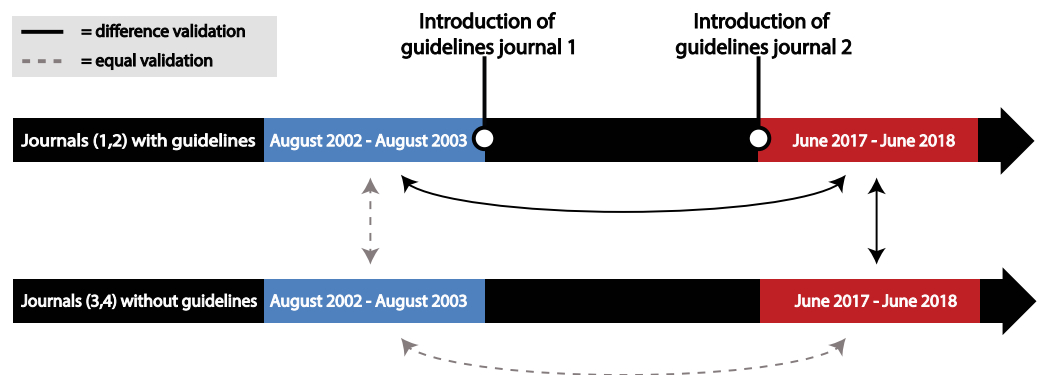 = difference validation
= equal validation
Introduction of
guidelines journal 1
Introduction of
guidelines journal 2
Journals (1,2) with guidelines
August 2002 - August 2003
June 2017 - June 2018
Journals (3,4) without guidelines
August 2002 - August 2003
June 2017 - June 2018